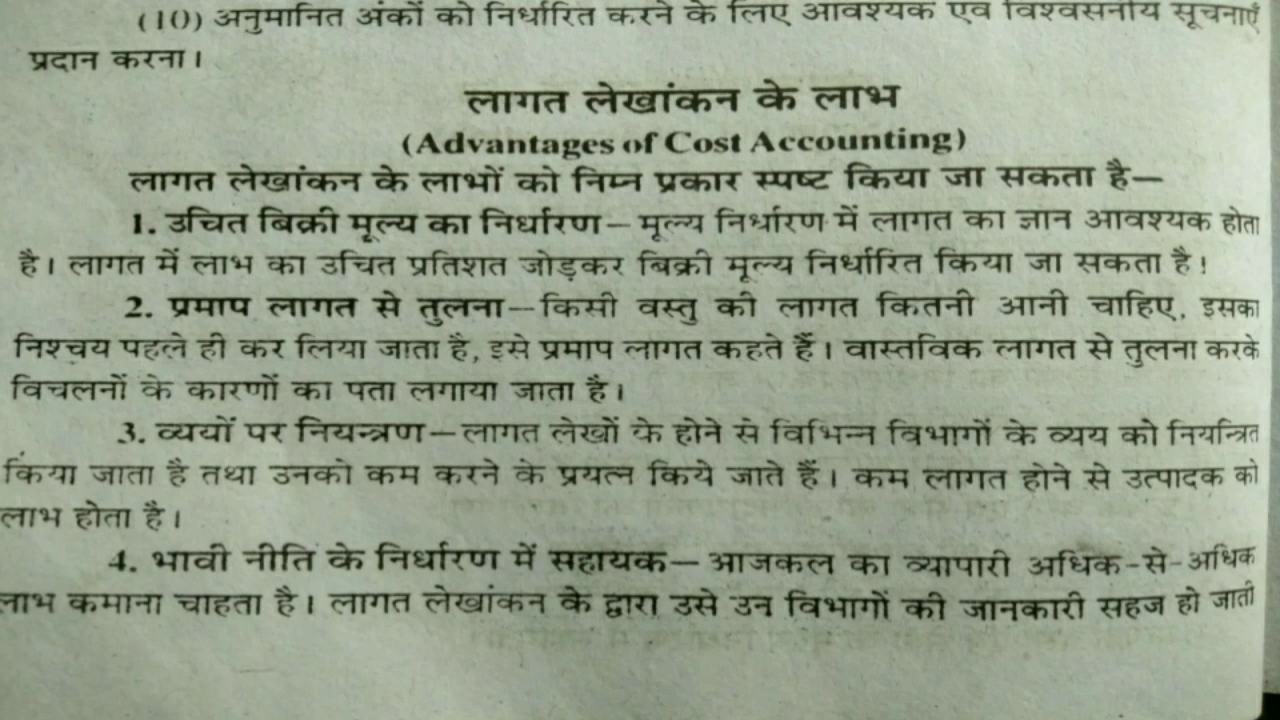 (10) अनुमानित अंकों को निर्धारित करने के लिए आवश्यक एवं विश्वसनीय सूचनाएँ
प्रदान करना।
लागत लेखांकन के लाभ
(Advantages of Cost Accounting)
लागत लेखांकन के लाभों को निम्न प्रकार स्पष्ट किया जा सकता है—
1. उचित बिक्री मूल्य का निर्धारण—मूल्य निर्धारण में लागत का ज्ञान आवश्यक होता
है। लागत में लाभ का उचित प्रतिशत जोड़कर बिक्री मूल्य निर्धारित किया जा सकता है।
2. प्रमाप लागत से तुलना—किसी वस्तु की लागत कितनी आनी चाहिए, इसका
निश्चय पहले ही कर लिया जाता है, इसे प्रमाप लागत कहते हैं। वास्तविक लागत से तुलना करके
विचलनों के कारणों का पता लगाया जाता है।
3. व्ययों पर नियन्त्रण—लागत लेखों के होने से विभिन्न विभागों के व्यय को नियन्त्रित
किया जाता है तथा उनको कम करने के प्रयत्न किये जाते हैं। कम लागत होने से उत्पादक को
लाभ होता है।
4. भावी नीति के निर्धारण में सहायक—आजकल का व्यापारी अधिक-से-अधिक
लाभ कमाना चाहता है। लागत लेखांकन के द्वारा उसे उन विभागों की जानकारी सहज हो जाती